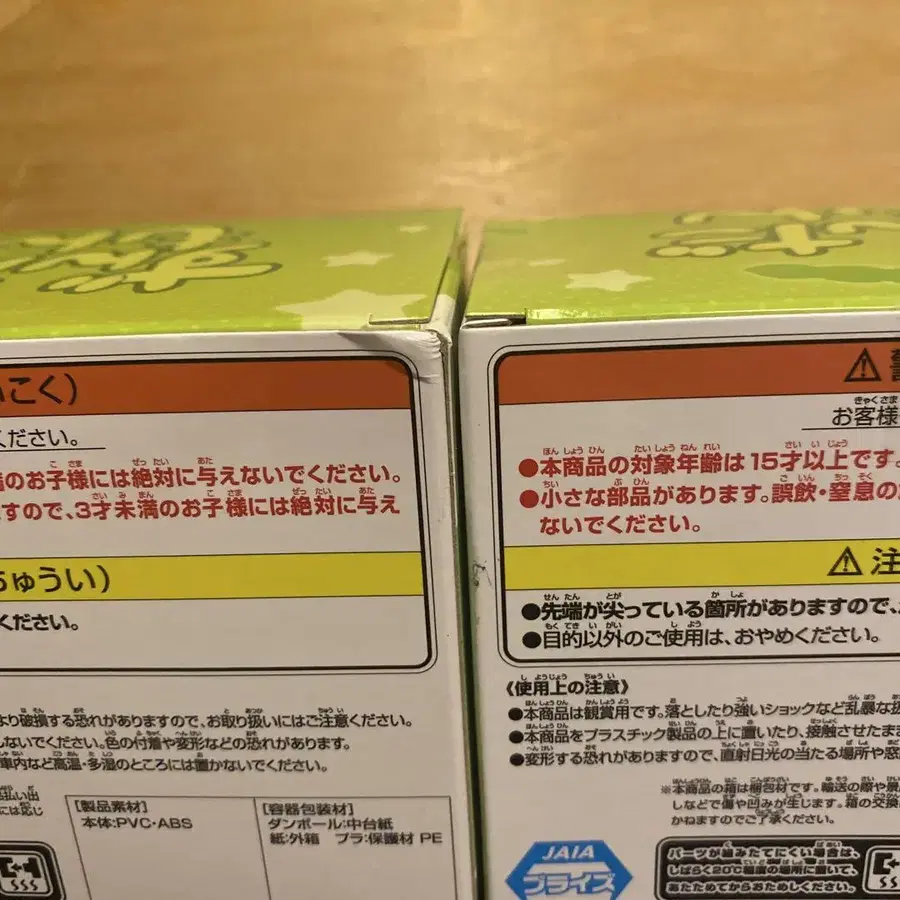 いこく）
ください。
のお子様には絶対に与えないでください。
すので、3才未満のお子様には絶対に与え
ちゅうい）
ください。
より破損する恐れがありますので、お取り扱いにはご注意ください。
しないでください。色の付着や変形などの恐れがあります。
車内など高温・多湿のところには置かないでください。
払い出
には応じ
［製品素材］
本体:PVC・ABS
［容器包装材］
ダンボール:中台紙
紙:外箱 プラ:保護材 PE
⚠
お客様
●本商品の対象年齢は15才以上です。
●小さな部品があります。誤飲・窒息の
ないでください。
⚠注
●先端が尖っている箇所がありますので、
●目的以外のご使用は、おやめください。
《使用上の注意》
●本商品は観賞用です。落としたり強いショックなど乱暴な扱
●本商品をプラスチック製品の上に置いたり、接触させたまま
●変形する恐れがありますので、直射日光の当たる場所や
※本商品の箱は梱包材です。輸送の際や
しなどで傷や凹みが生じます。箱の交換
かねますのでご了承ください。
JAIA
プライズ
パーツが組みたてにくい場合は、
しばらく20℃程度の場所に置いて、
あたためてからおためしください。